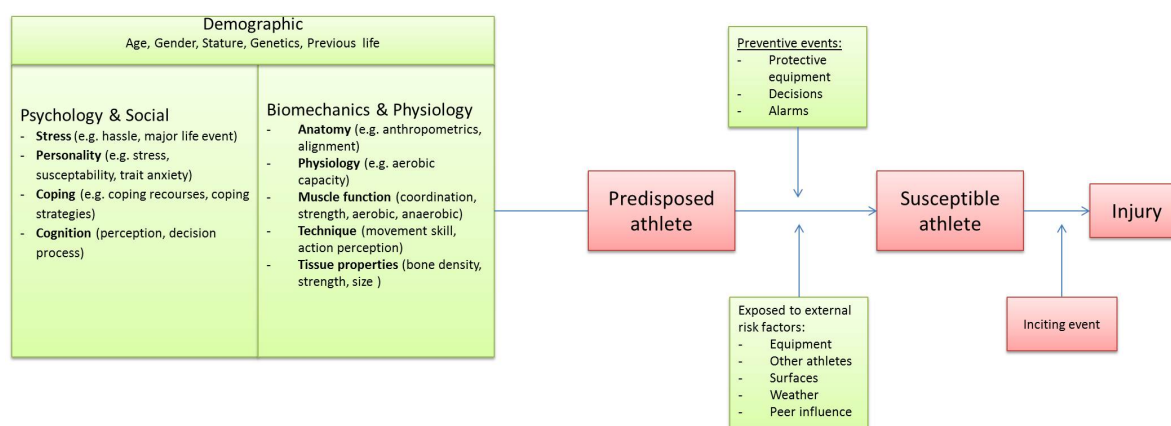 Demographic
Age, Gender, Stature, Genetics, Previous life
Psychology & Social
- Stress (e.g. hassle, major life event)
- Personality (e.g. stress,
susceptability, trait anxiety)
- Coping (e.g. coping recourses, coping
strategies)
- Cognition (perception, decision
process)
Biomechanics & Physiology
- Anatomy (e.g. anthropometrics,
alignment)
- Physiology (e.g. aerobic
capacity)
- Muscle function (coordination,
strength, aerobic, anaerobic)
- Technique (movement skill,
action perception)
- Tissue properties (bone density,
strength, size )
Preventive events:
- Protective
equipment
- Decisions
- Alarms
Predisposed
athlete
Susceptible
athlete
Injury
Exposed to external
risk factors:
- Equipment
- Other athletes
- Surfaces
- Weather
- Peer influence
Inciting event